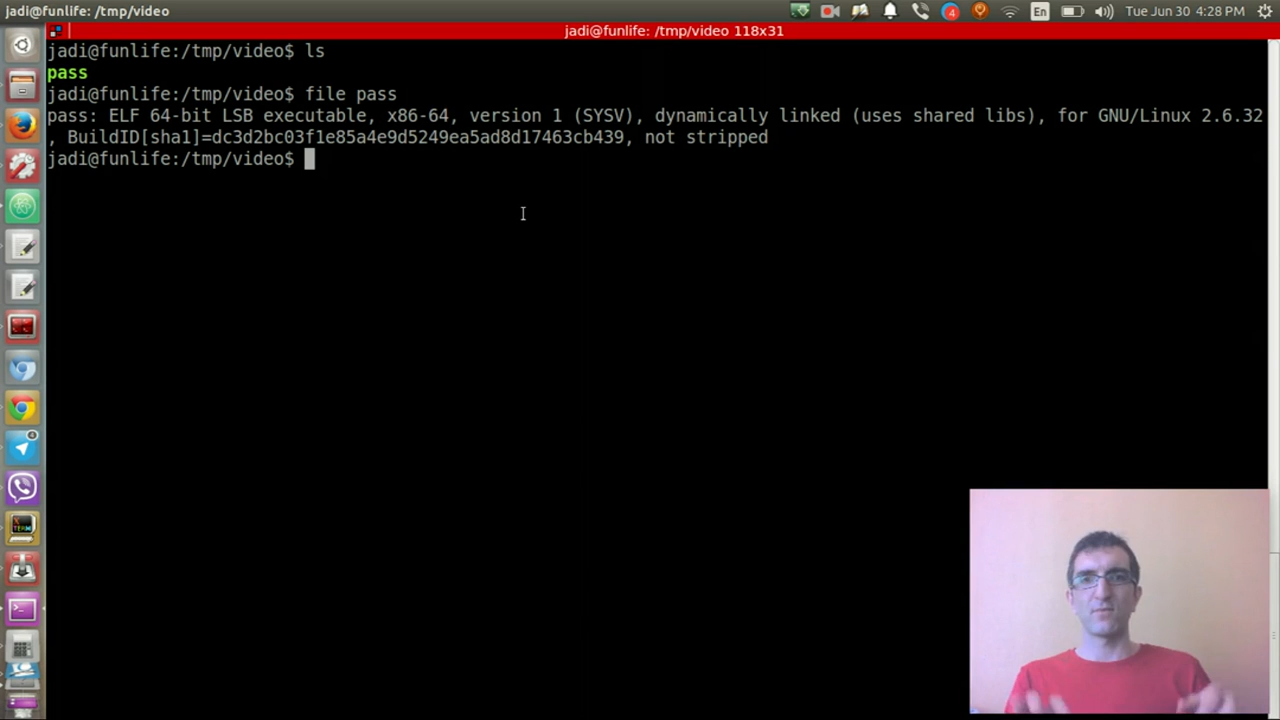 jadi@funlife: /tmp/video
4
En
Tue Jun 30 4:28 PM
jadi@funlife: /tmp/video 118x31
jadi@funlife:/tmp/video$ ls
pass
jadi@funlife:/tmp/video$ file pass
pass: ELF 64-bit LSB executable, x86-64, version 1 (SYSV), dynamically linked (uses shared libs), for GNU/Linux 2.6.32
, BuildID[sha1]=dc3d2bc03f1e85a4e9d5249ea5ad8d17463cb439, not stripped
jadi@funlife:/tmp/video$
4
TERM